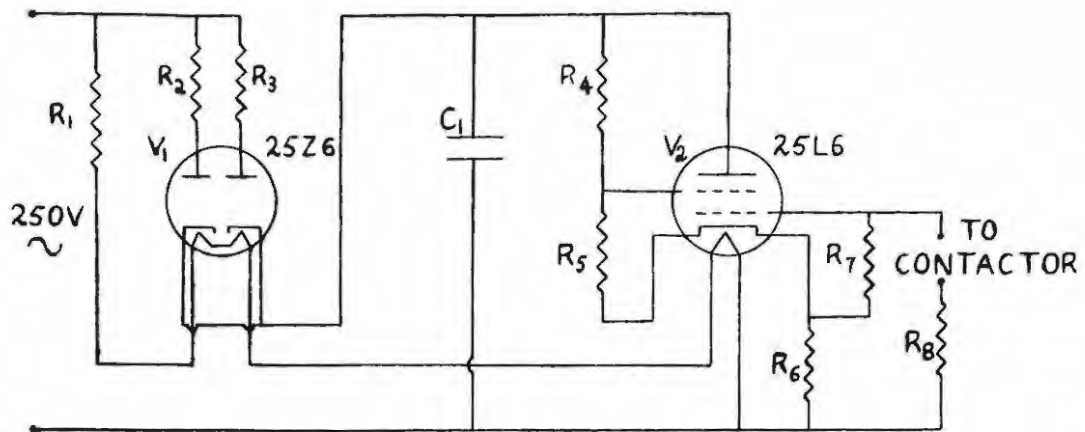 R1
R2
R3
V1
25Z6
250V
~
C1
R4
V2
25L6
R5
R7
TO
CONTACTOR
R6
R8